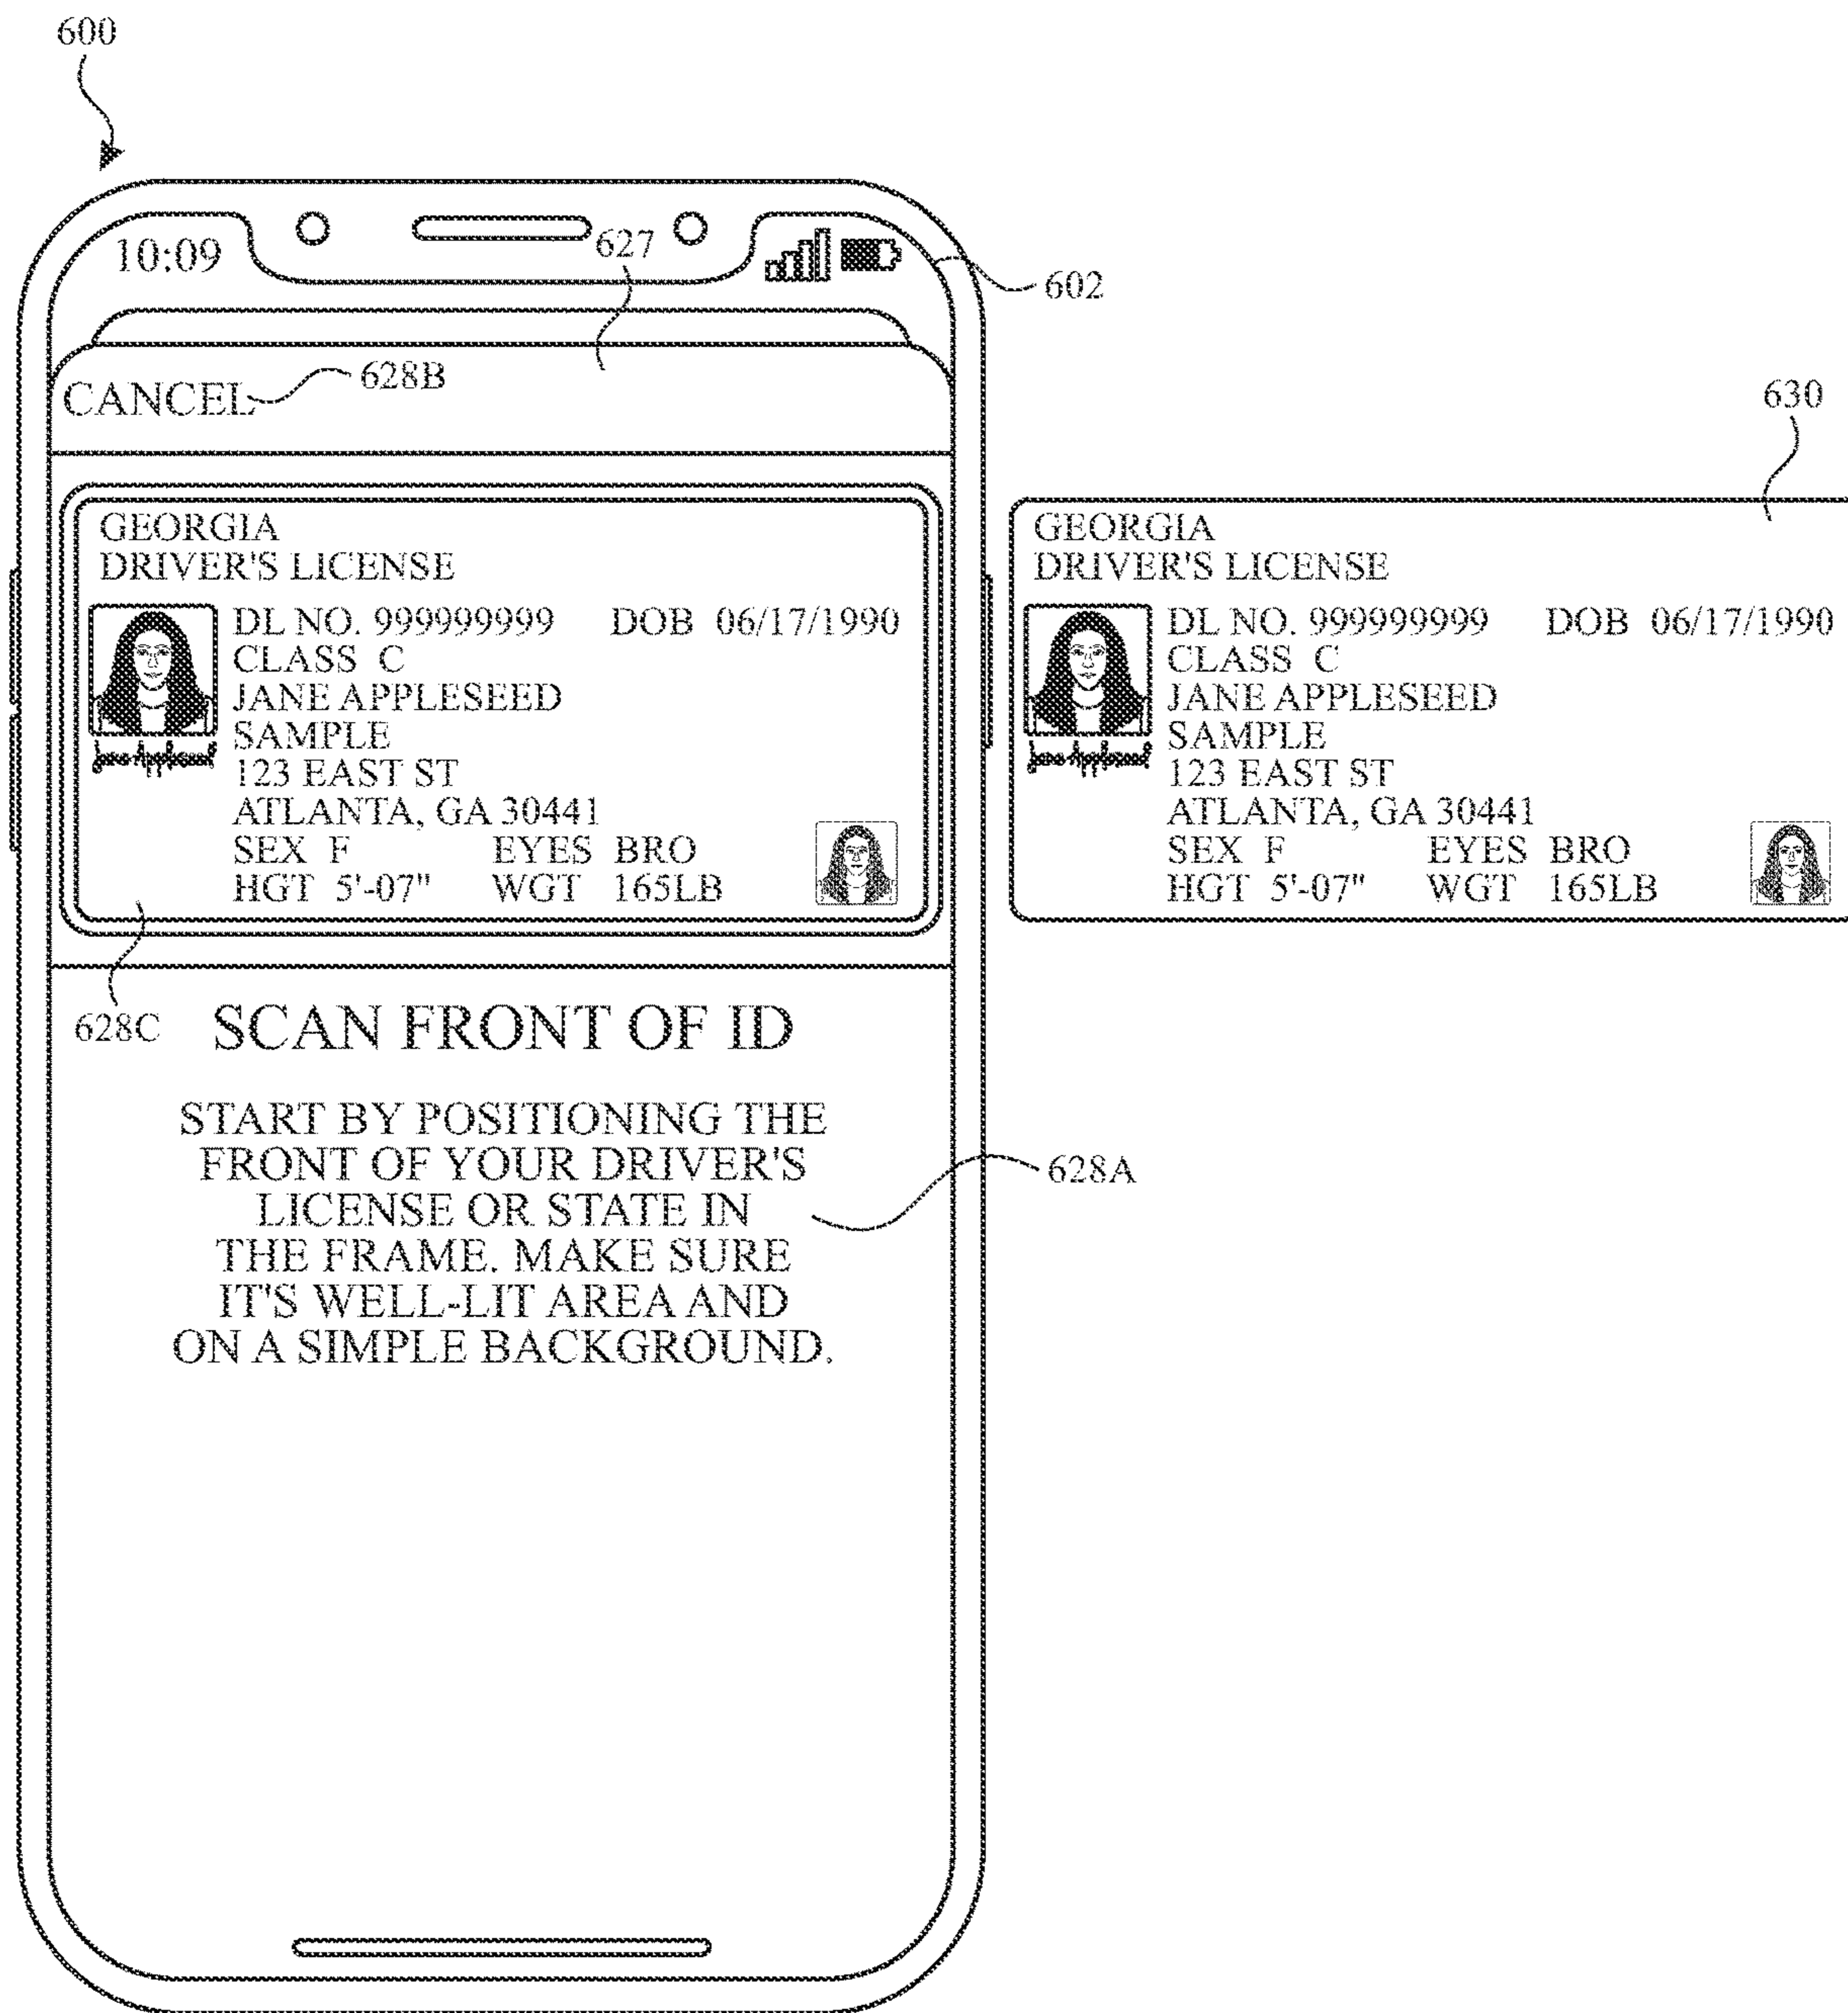 600
10:09
627
602
CANCEL
628B
630
GEORGIA
DRIVER'S LICENSE
DL NO. 999999999 DOB 06/17/1990
CLASS C
JANE APPLESEED
SAMPLE
123 EAST ST
ATLANTA, GA 30441
SEX F EYES BRO
HGT 5'-07" WGT 165LB
Jane Appleseed
GEORGIA
DRIVER'S LICENSE
DL NO. 999999999 DOB 06/17/1990
CLASS C
JANE APPLESEED
SAMPLE
123 EAST ST
ATLANTA, GA 30441
SEX F EYES BRO
HGT 5'-07" WGT 165LB
Jane Appleseed
628C
SCAN FRONT OF ID
START BY POSITIONING THE
FRONT OF YOUR DRIVER'S
LICENSE OR STATE IN
THE FRAME. MAKE SURE
IT'S WELL-LIT AREA AND
ON A SIMPLE BACKGROUND.
628A